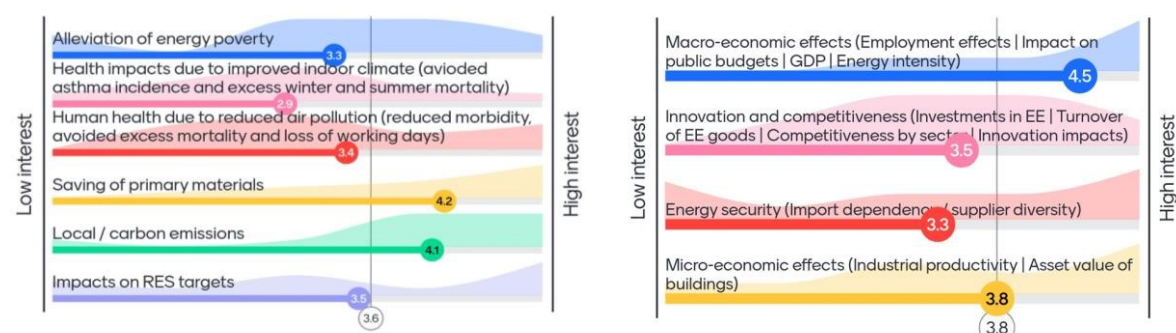 Low interest
Alleviation of energy poverty
3.3
Health impacts due to improved indoor climate (avioded
asthma incidence and excess winter and summer mortality)
2.9
Human health due to reduced air pollution (reduced morbidity,
avoided excess mortality and loss of working days)
3.4
Saving of primary materials
4.2
Local / carbon emissions
4.1
Impacts on RES targets
3.5
3.6
High interest
Low interest
Macro-economic effects (Employment effects | Impact on
public budgets | GDP | Energy intensity)
4.5
Innovation and competitiveness (Investments in EE | Turnover
of EE goods | Competitiveness by sector | Innovation impacts)
3.5
Energy security (Import dependency / supplier diversity)
3.3
Micro-economic effects (Industrial productivity | Asset value of
buildings)
3.8
3.8
High interest